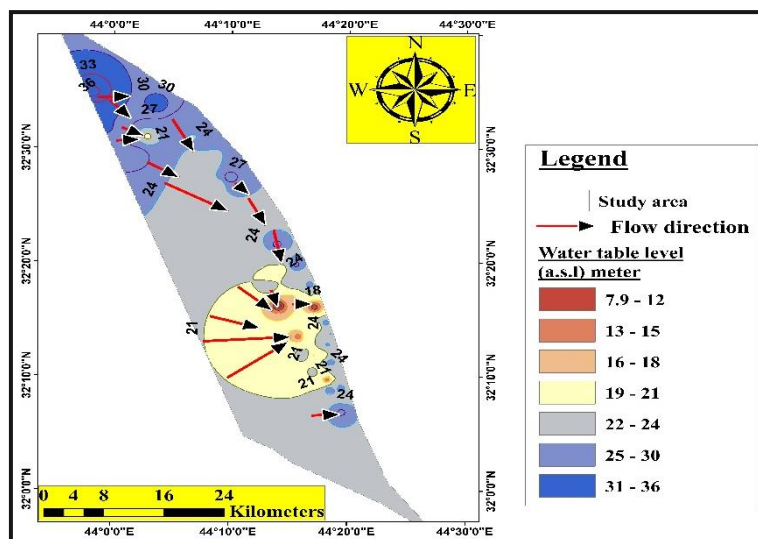 44°0'0"E 44°10'0"E 44°20'0"E 44°30'0"E
N
W E
S
33
36
30
30
27
21
24
27
24
24
24
18
24
21
21
24
21
21
24
32°30'0"N 32°30'0"N
32°20'0"N 32°20'0"N
32°10'0"N 32°10'0"N
32°0'0"N 32°0'0"N
0 4 8 16 24
Kilometers
44°0'0"E 44°10'0"E 44°20'0"E 44°30'0"E
Legend
Study area
Flow direction
Water table level
(a.s.l) meter
7.9 - 12
13 - 15
16 - 18
19 - 21
22 - 24
25 - 30
31 - 36